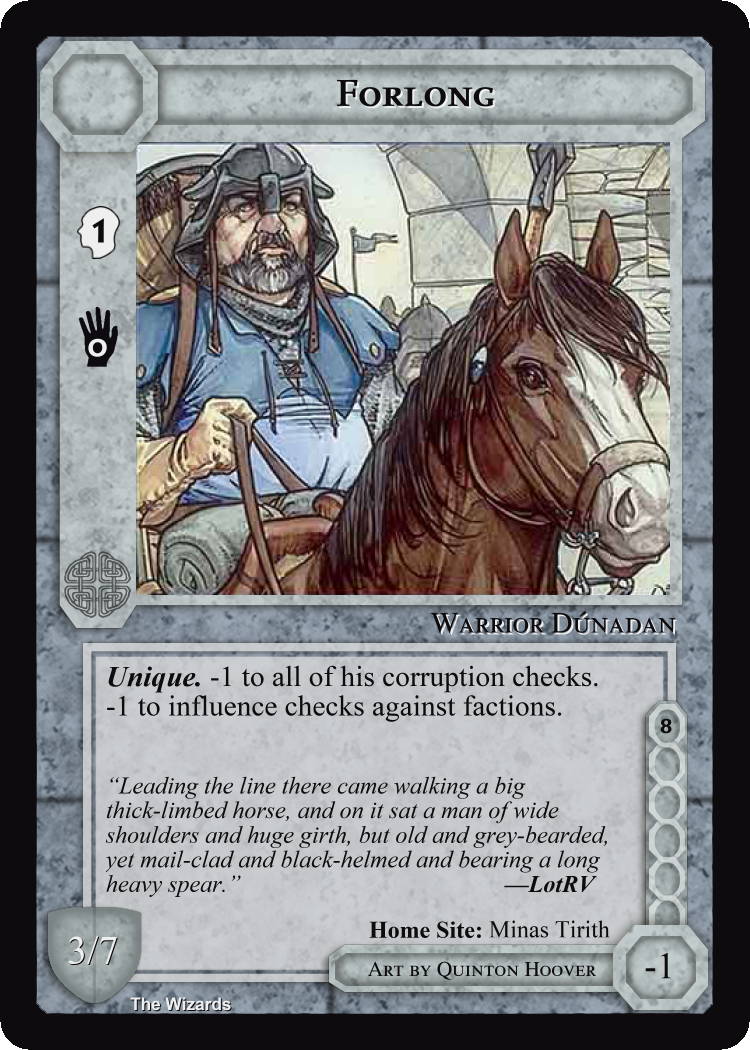 Forlong
1
0
Warrior Dúnadan
Unique. -1 to all of his corruption checks.
-1 to influence checks against factions.
8
“Leading the line there came walking a big
thick-limbed horse, and on it sat a man of wide
shoulders and huge girth, but old and grey-bearded,
yet mail-clad and black-helmed and bearing a long
heavy spear.” —LotRV
Home Site: Minas Tirith
3/7
Art by Quinton Hoover
-1
The Wizards